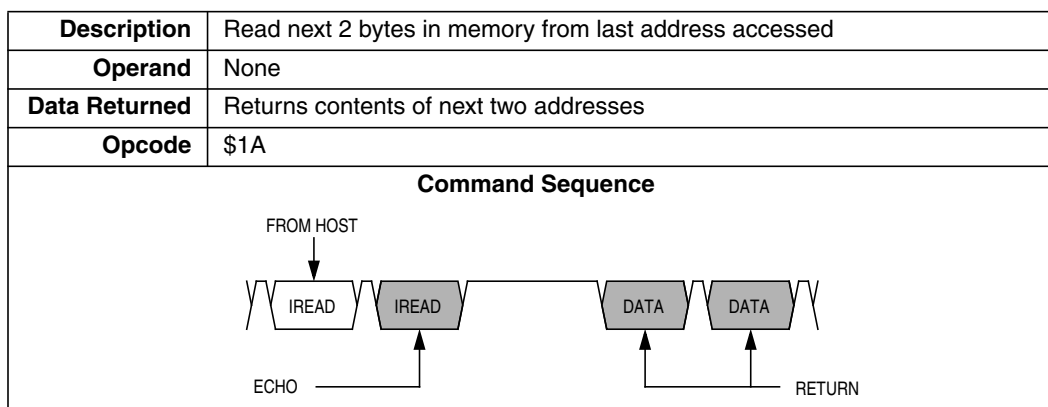 Description Read next 2 bytes in memory from last address accessed
Operand None
Data Returned Returns contents of next two addresses
Opcode $1A
Command Sequence
FROM HOST
IREAD IREAD DATA DATA
ECHO RETURN